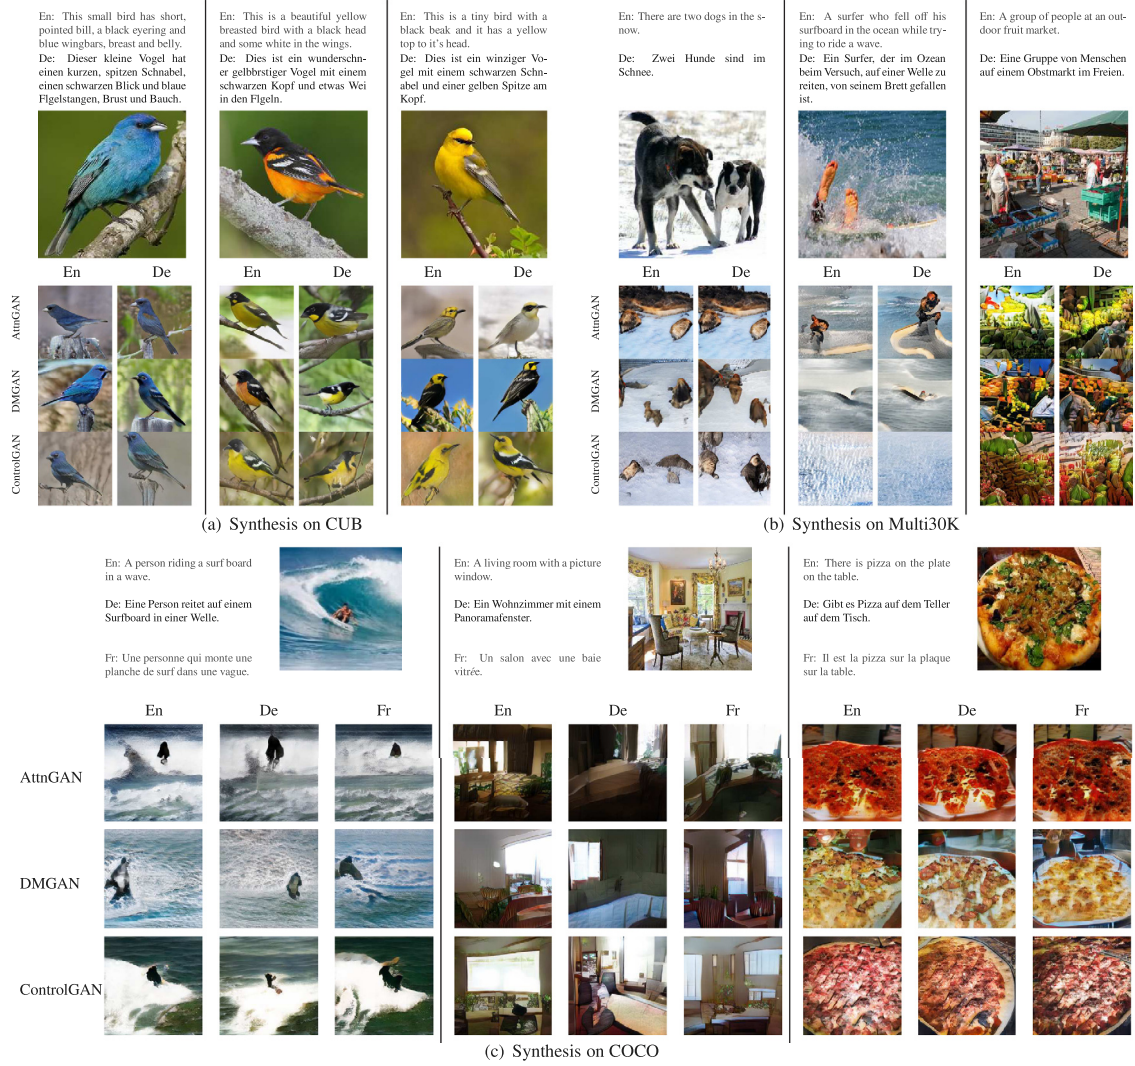 En: This small bird has short,
pointed bill, a black eyering and
blue wingbars, breast and belly.
De: Dieser kleine Vogel hat
einen kurzen, spitzen Schnabel,
einen schwarzen Blick und blaue
Flgelstangen, Brust und Bauch.
En: This is a beautiful yellow
breasted bird with a black head
and some white in the wings.
De: Dies ist ein wunderschn-
er gelbbrstiger Vogel mit einem
schwarzen Kopf und etwas Wei
in den Flgeln.
En: This is a tiny bird with a
black beak and it has a yellow
top to it's head.
De: Dies ist ein winziger Vo-
gel mit einem schwarzen Schn-
abel und einer gelben Spitze am
Kopf.
En De
En De
En De
AttnGAN
DMGAN
ControlGAN
(a) Synthesis on CUB
En: There are two dogs in the s-
now.
De: Zwei Hunde sind im
Schnee.
En: A surfer who fell off his
surfboard in the ocean while try-
ing to ride a wave.
De: Ein Surfer, der im Ozean
beim Versuch, auf einer Welle zu
reiten, von seinem Brett gefallen
ist.
En: A group of people at an out-
door fruit market.
De: Eine Gruppe von Menschen
auf einem Obstmarkt im Freien.
En De
En De
En De
AttnGAN
DMGAN
ControlGAN
(b) Synthesis on Multi30K
En: A person riding a surf board
in a wave.
De: Eine Person reitet auf einem
Surfboard in einer Welle.
Fr: Une personne qui monte une
planche de surf dans une vague.
En: A living room with a picture
window.
De: Ein Wohnzimmer mit einem
Panoramafenster.
Fr: Un salon avec une baie
vitrée.
En: There is pizza on the plate
on the table.
De: Gibt es Pizza auf dem Teller
auf dem Tisch.
Fr: Il est la pizza sur la plaque
sur la table.
En De Fr
En De Fr
En De Fr
AttnGAN
DMGAN
ControlGAN
(c) Synthesis on COCO